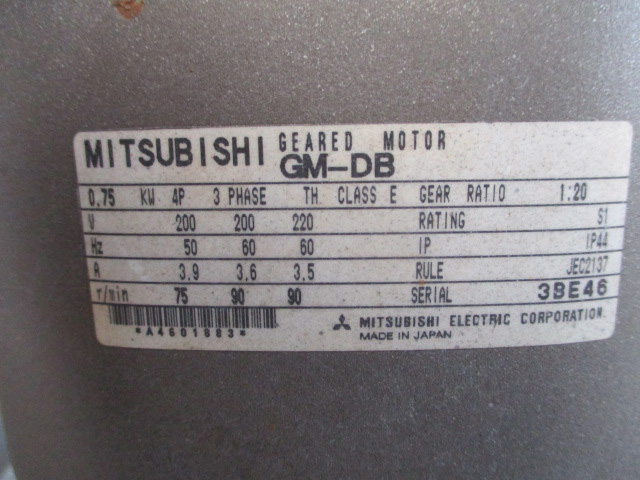 MITSUBISHI GEARED MOTOR
GM-DB
0.75 KW 4P 3 PHASE TH CLASS E GEAR RATIO 1:20
V 200 200 220 RATING S1
Hz 50 60 60 IP IP44
A 3.9 3.6 3.5 RULE JEC2137
r/min 75 90 90 SERIAL 3BE46
*A4601883*
MITSUBISHI ELECTRIC CORPORATION.
MADE IN JAPAN